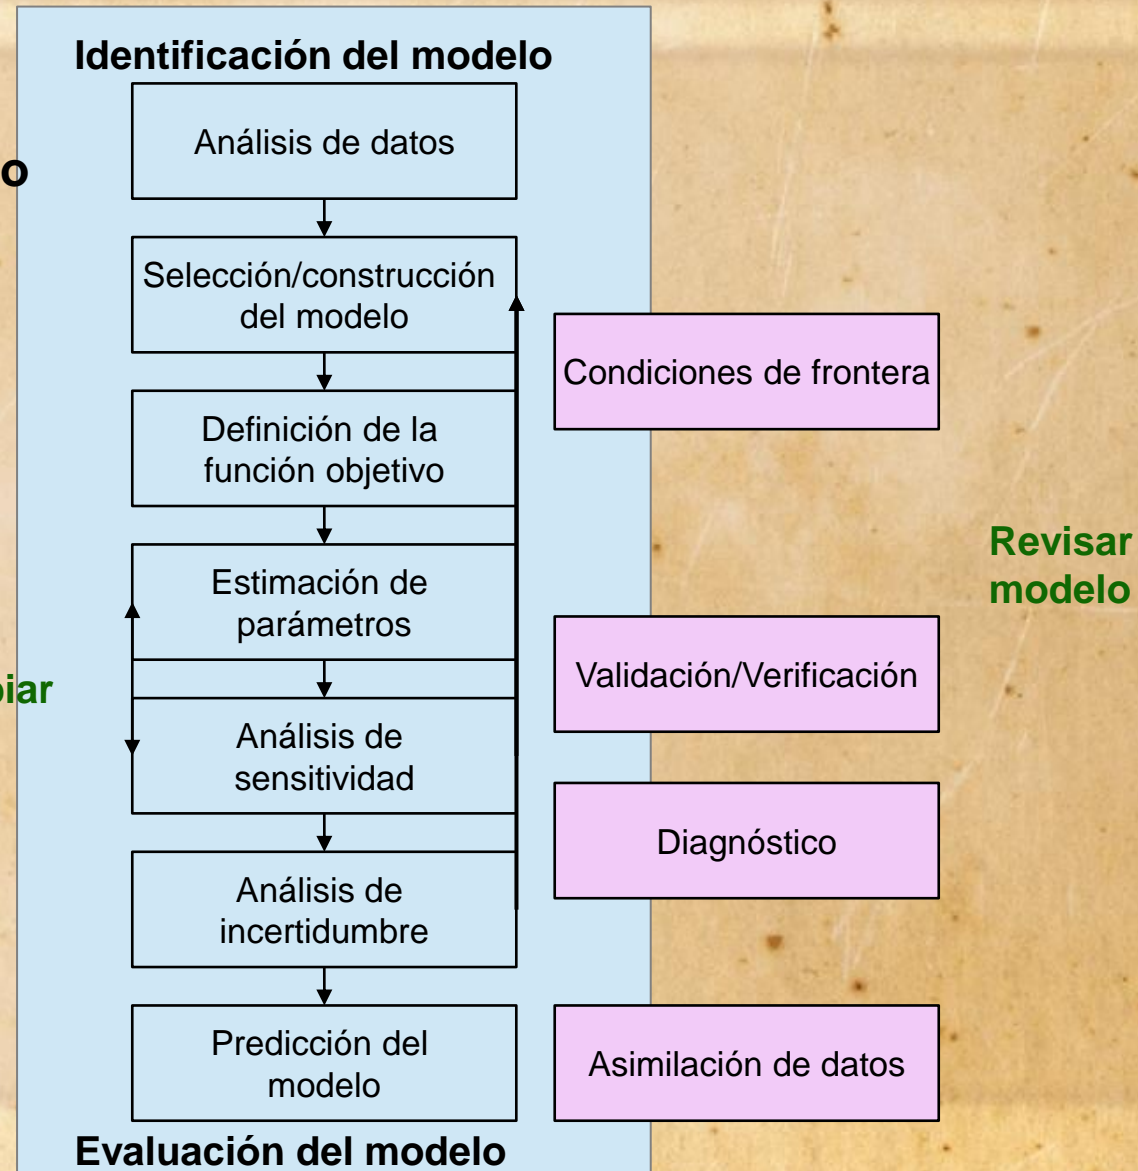 Identificación del modelo
Análisis de datos
o
Selección/construcción
del modelo
Condiciones de frontera
Definición de la
función objetivo
Revisar
modelo
Estimación de
parámetros
Validación/Verificación
iar
Análisis de
sensitividad
Diagnóstico
Análisis de
incertidumbre
Predicción del
modelo
Asimilación de datos
Evaluación del modelo